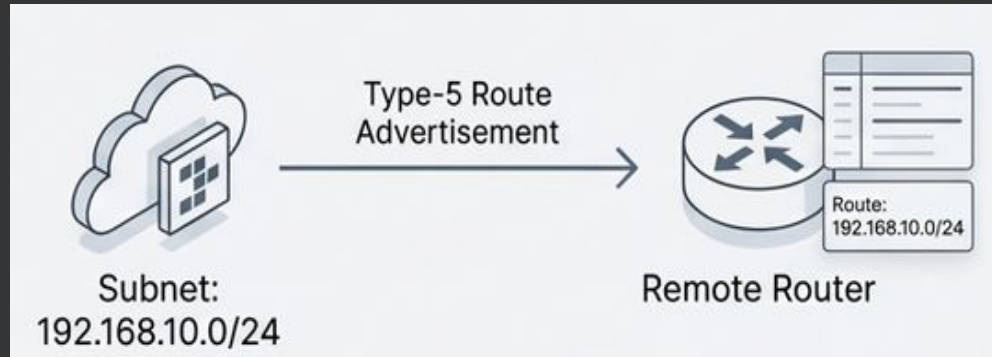 Type-5 Route
Advertisement
Route:
192.168.10.0/24
Subnet:
192.168.10.0/24
Remote Router